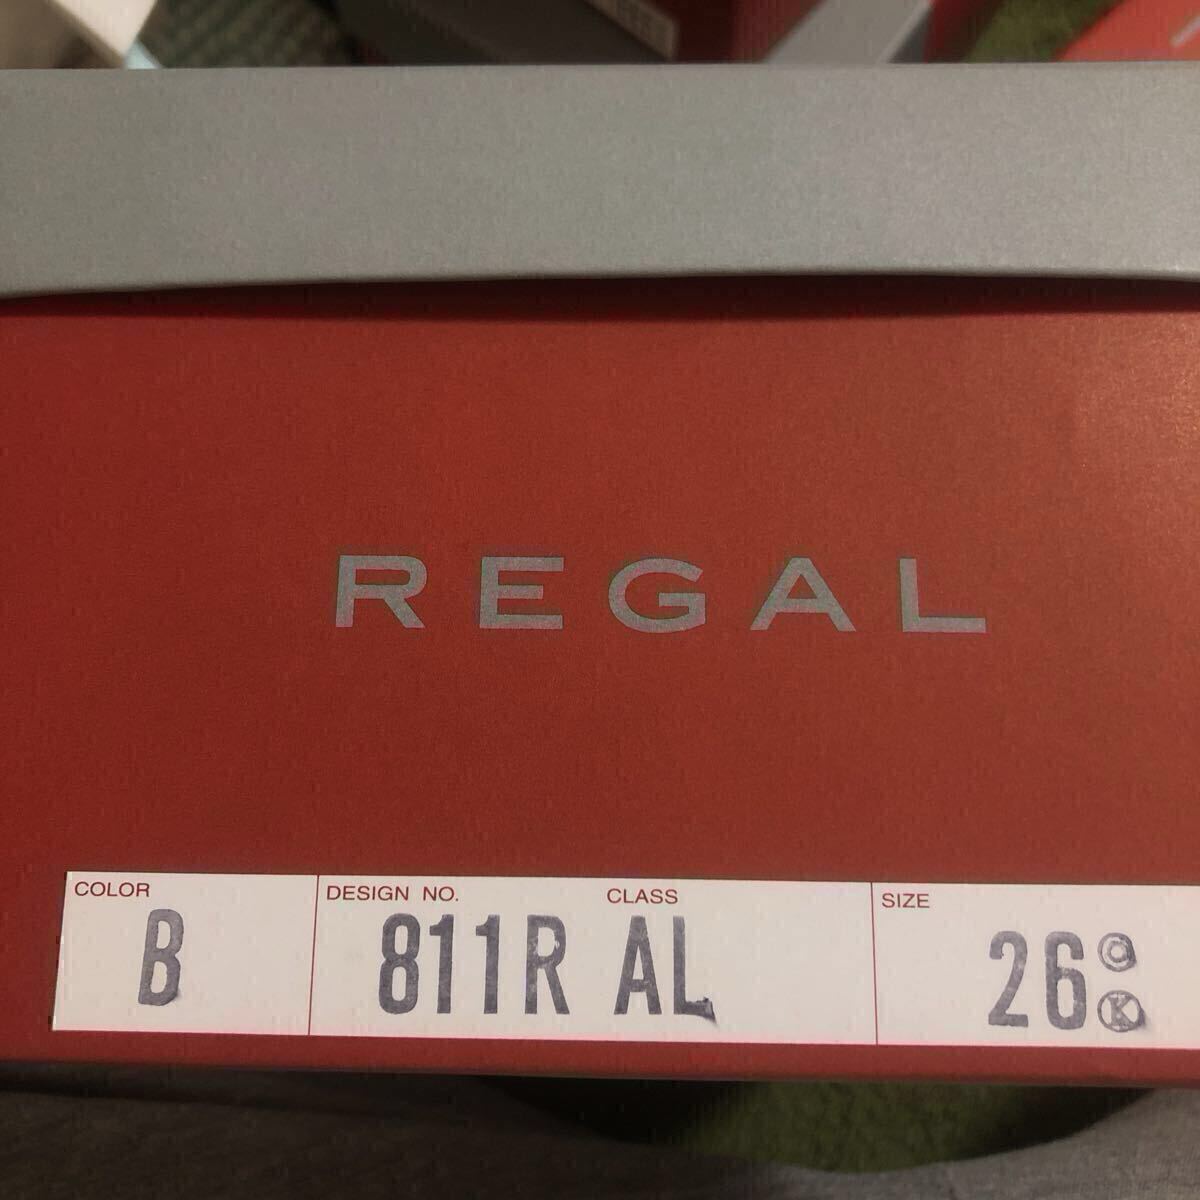 REGAL
COLOR DESIGN NO. CLASS SIZE
B 811R AL 26 ◎
Ⓚ